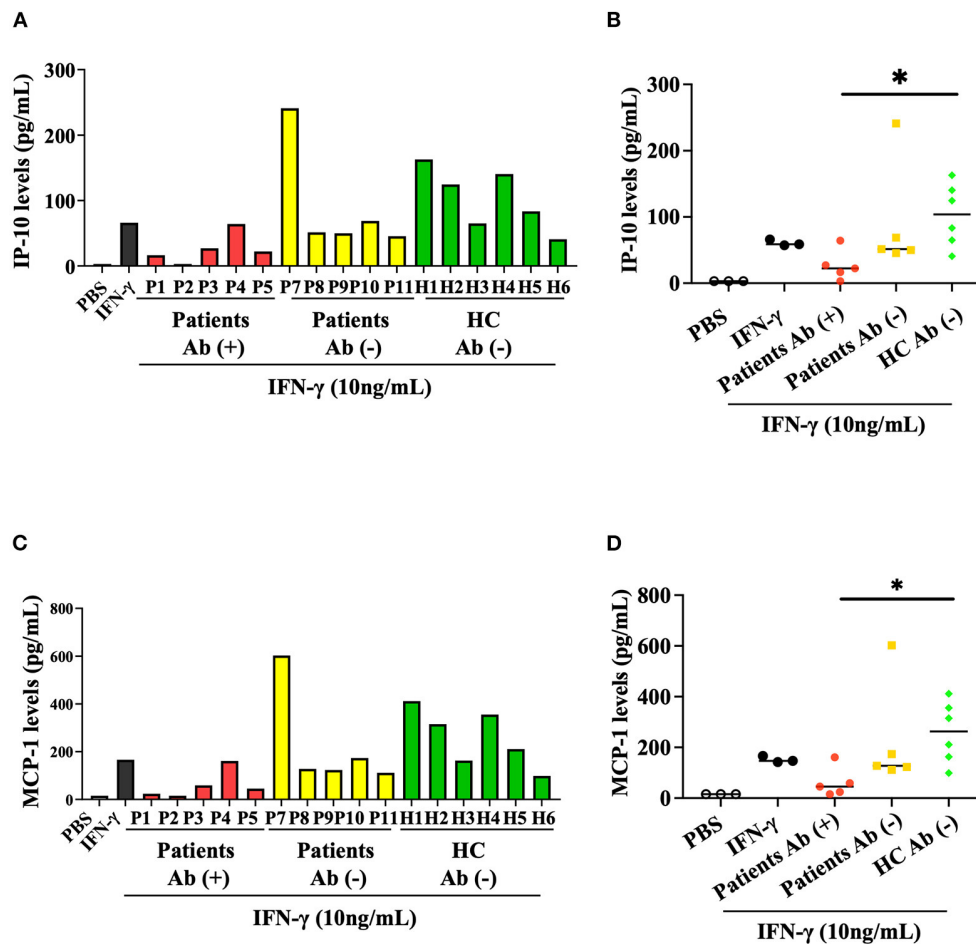 A
IP-10 levels (pg/mL)
300
200
100
0
PBS IFN-γ P1 P2 P3 P4 P5 P7 P8 P9 P10 P11 H1 H2 H3 H4 H5 H6
Patients Patients HC
Ab (+) Ab (-) Ab (-)
IFN-γ (10ng/mL)
B
IP-10 levels (pg/mL)
300
200
100
0
*
PBS IFN-γ Patients Ab (+) Patients Ab (-) HC Ab (-)
IFN-γ (10ng/mL)
C
MCP-1 levels (pg/mL)
800
600
400
200
0
PBS IFN-γ P1 P2 P3 P4 P5 P7 P8 P9 P10 P11 H1 H2 H3 H4 H5 H6
Patients Patients HC
Ab (+) Ab (-) Ab (-)
IFN-γ (10ng/mL)
D
MCP-1 levels (pg/mL)
800
600
400
200
0
*
PBS IFN-γ Patients Ab (+) Patients Ab (-) HC Ab (-)
IFN-γ (10ng/mL)